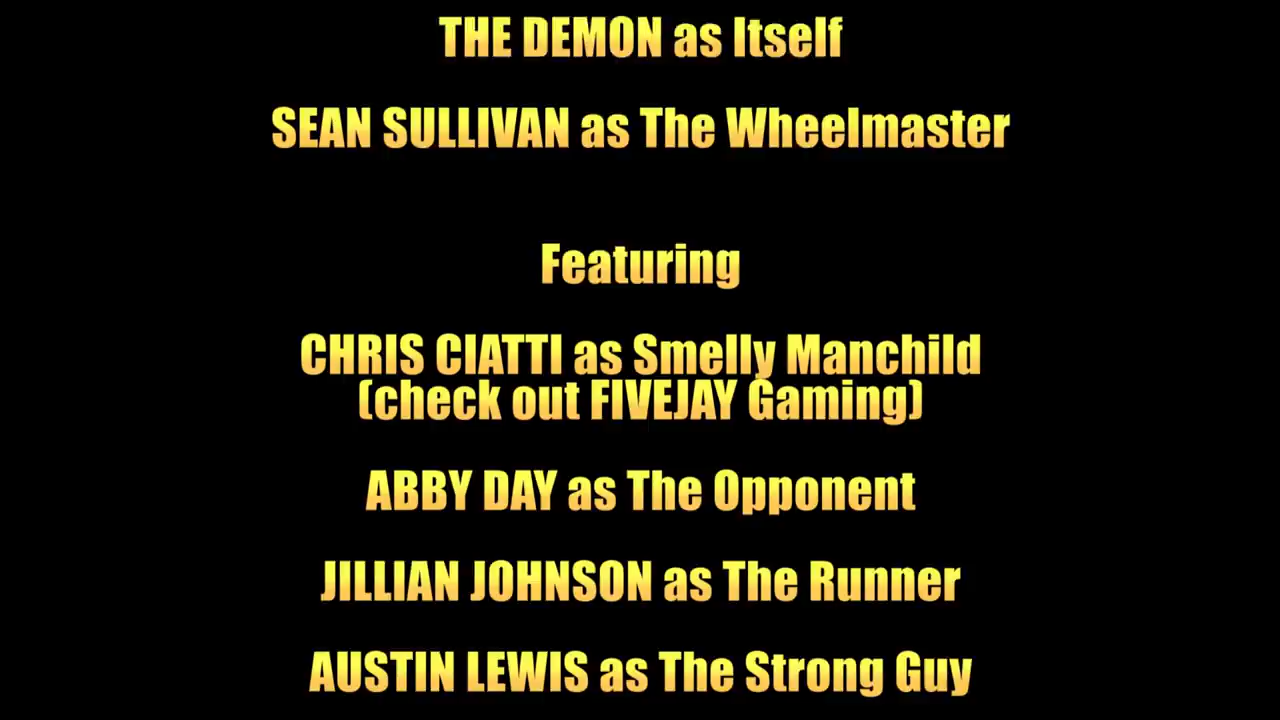 THE DEMON as Itself
SEAN SULLIVAN as The Wheelmaster
Featuring
CHRIS CIATTI as Smelly Manchild
(check out FIVEJAY Gaming)
ABBY DAY as The Opponent
JILLIAN JOHNSON as The Runner
AUSTIN LEWIS as The Strong Guy